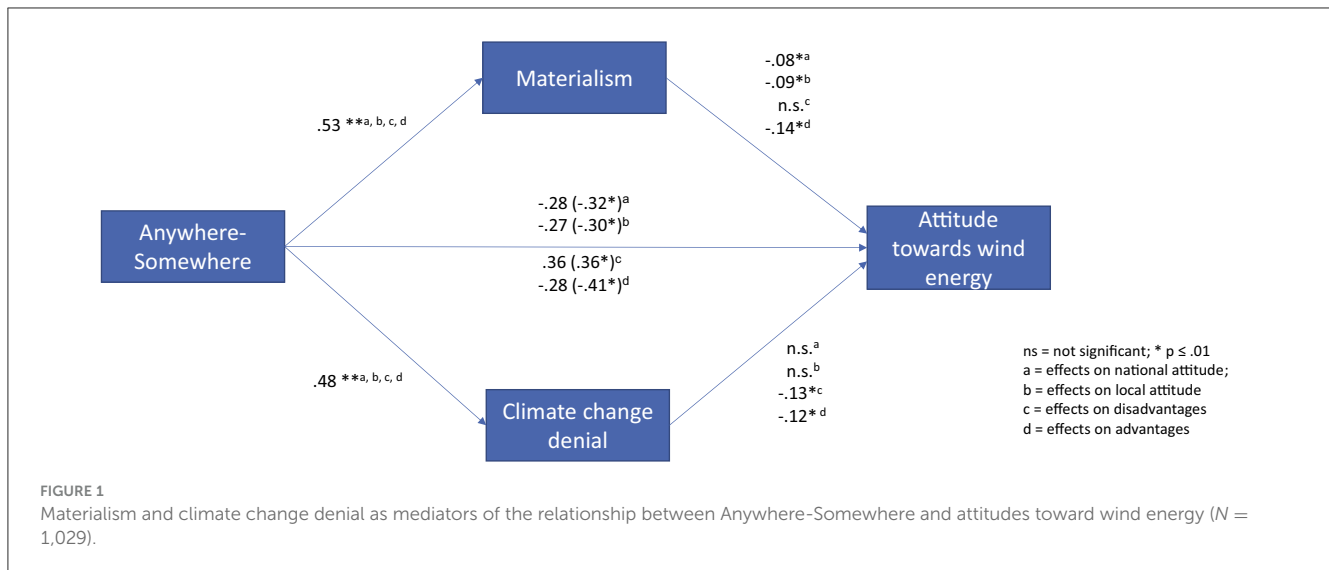 Materialism
-.08*ᵃ
-.09*ᵇ
n.s.ᶜ
-.14*ᵈ
.53 **ᵃ, ᵇ, ᶜ, ᵈ
Anywhere-
Somewhere
-.28 (-.32*)ᵃ
-.27 (-.30*)ᵇ
.36 (.36*)ᶜ
-.28 (-.41*)ᵈ
Attitude
towards wind
energy
.48 **ᵃ, ᵇ, ᶜ, ᵈ
Climate change
denial
n.s.ᵃ
n.s.ᵇ
-.13*ᶜ
-.12* ᵈ
ns = not significant; * p ≤ .01
a = effects on national attitude;
b = effects on local attitude
c = effects on disadvantages
d = effects on advantages
FIGURE 1
Materialism and climate change denial as mediators of the relationship between Anywhere-Somewhere and attitudes toward wind energy (N =
1,029).